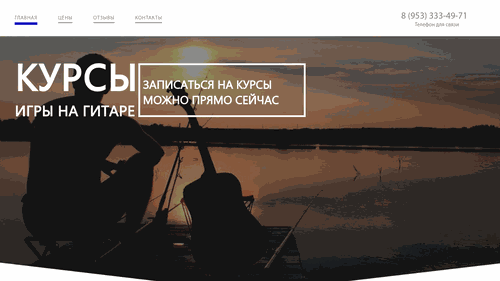 ГЛАВНАЯ ЦЕНЫ ОТЗЫВЫ КОНТАКТЫ
8 (953) 333-49-71
Телефон для связи
КУРСЫ
ИГРЫ НА ГИТАРЕ
ЗАПИСАТЬСЯ НА КУРСЫ
МОЖНО ПРЯМО СЕЙЧАС